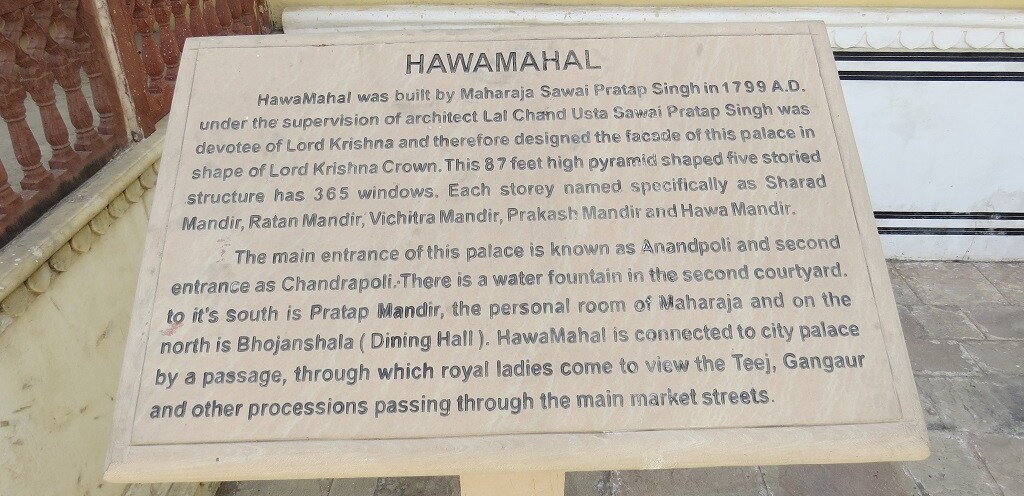 HAWAMAHAL
HawaMahal was built by Maharaja Sawai Pratap Singh in 1799 A.D.
under the supervision of architect Lal Chand Usta Sawai Pratap Singh was
devotee of Lord Krishna and therefore designed the facade of this palace in
shape of Lord Krishna Crown. This 87 feet high pyramid shaped five storied
structure has 365 windows. Each storey named specifically as Sharad
Mandir, Ratan Mandir, Vichitra Mandir, Prakash Mandir and Hawa Mandir.
The main entrance of this palace is known as Anandpoli and second
entrance as Chandrapoli. There is a water fountain in the second courtyard.
to it's south is Pratap Mandir, the personal room of Maharaja and on the
north is Bhojanshala ( Dining Hall ). HawaMahal is connected to city palace
by a passage, through which royal ladies come to view the Teej, Gangaur
and other processions passing through the main market streets.